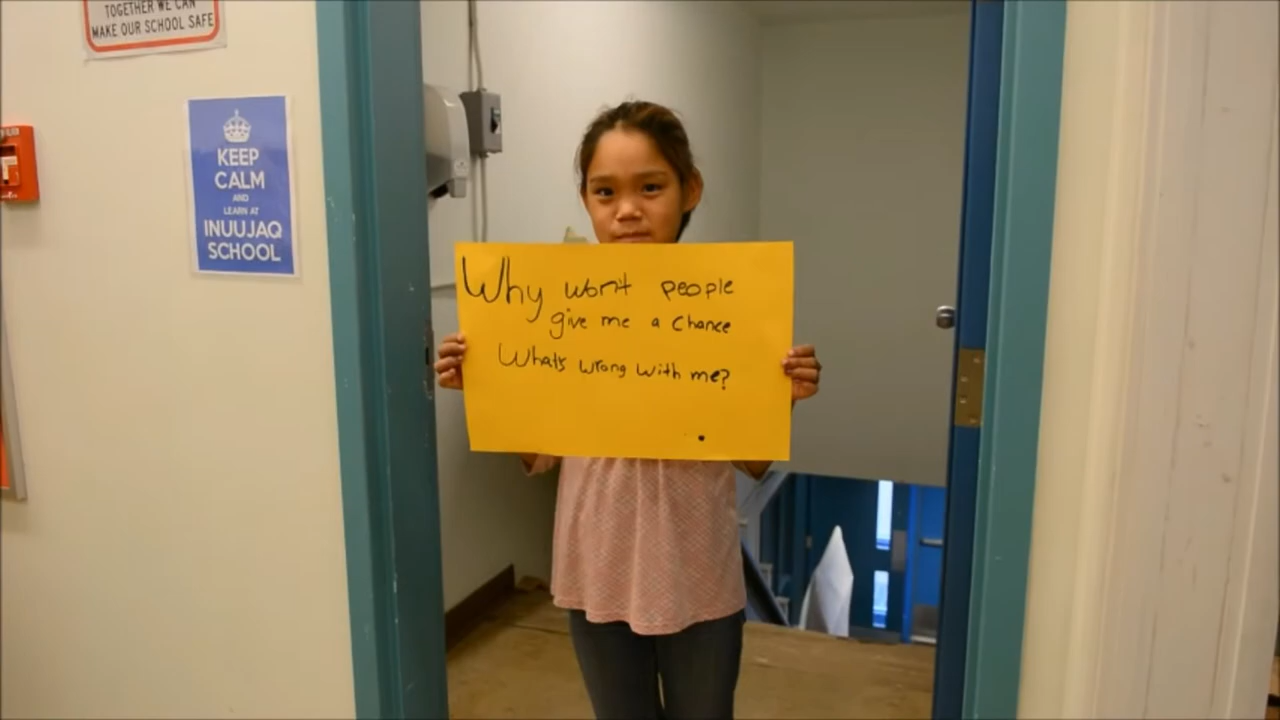 TOGETHER WE CAN
MAKE OUR SCHOOL SAFE
KEEP
CALM
AND
LEARN AT
INUUJAQ
SCHOOL
Why won't people
give me a chance
What's wrong with me?